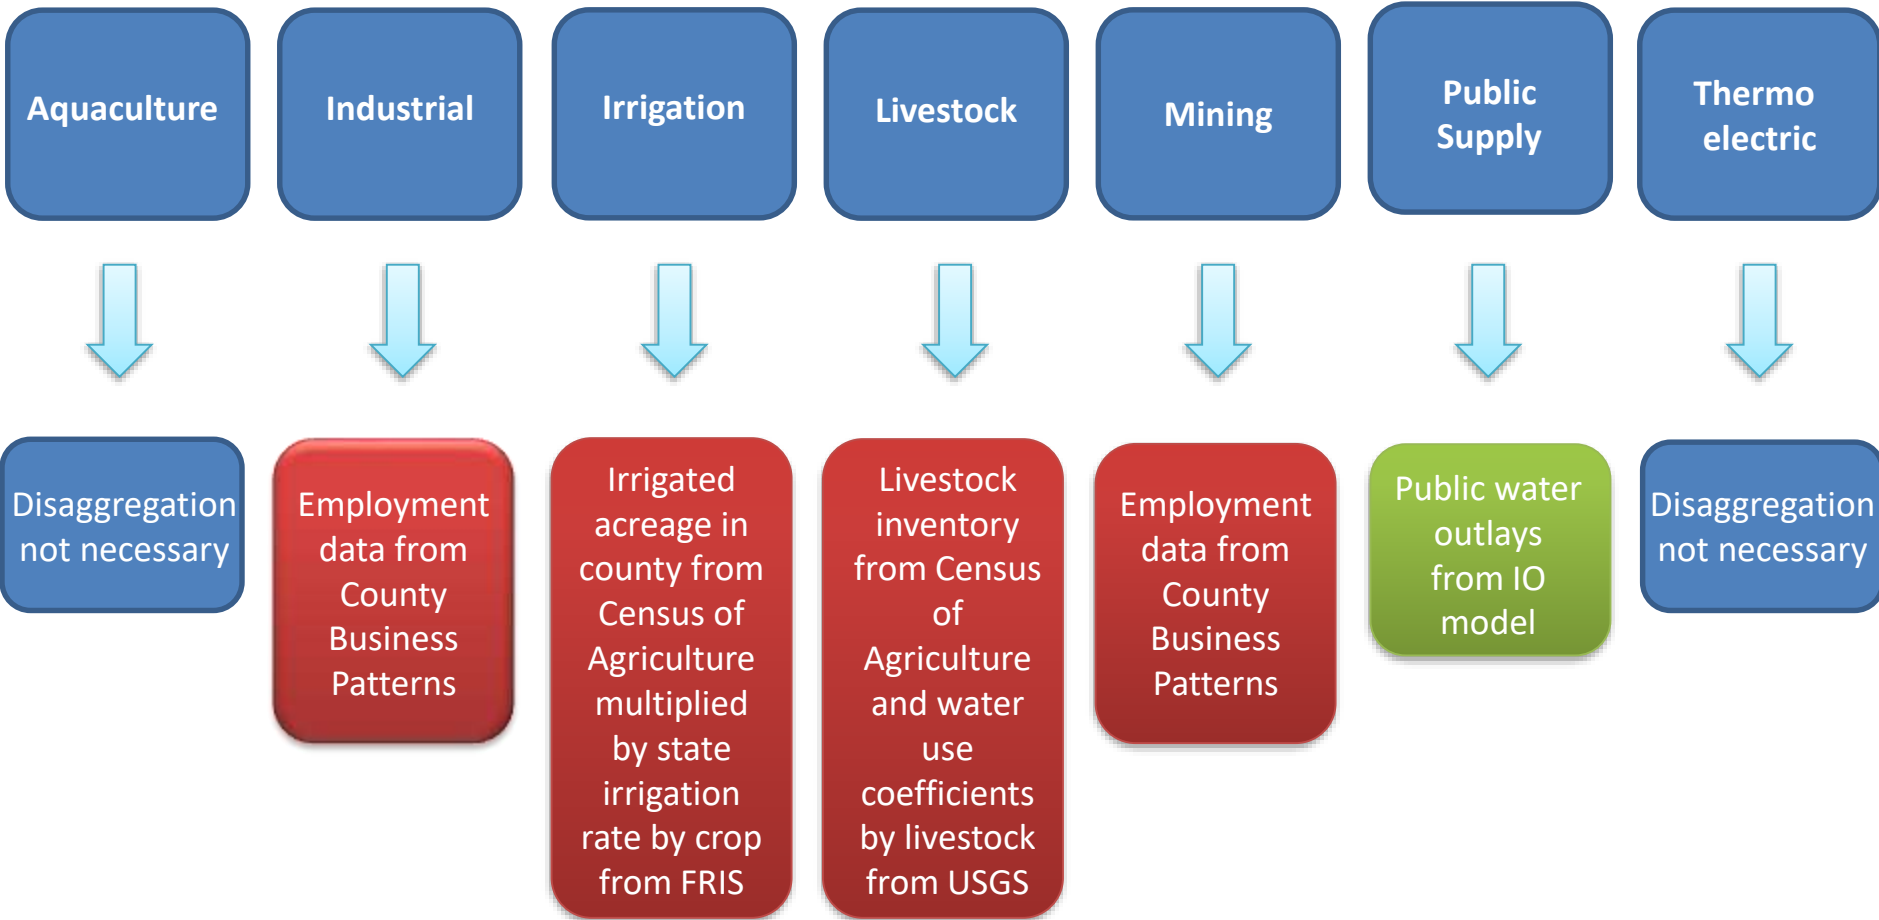 Aquaculture
Industrial
Irrigation
Livestock
Mining
Public
Supply
Thermo
electric
Disaggregation
not necessary
Employment
data from
County
Business
Patterns
Irrigated
acreage in
county from
Census of
Agriculture
multiplied
by state
irrigation
rate by crop
from FRIS
Livestock
inventory
from Census
of
Agriculture
and water
use
coefficients
by livestock
from USGS
Employment
data from
County
Business
Patterns
Public water
outlays
from IO
model
Disaggregation
not necessary